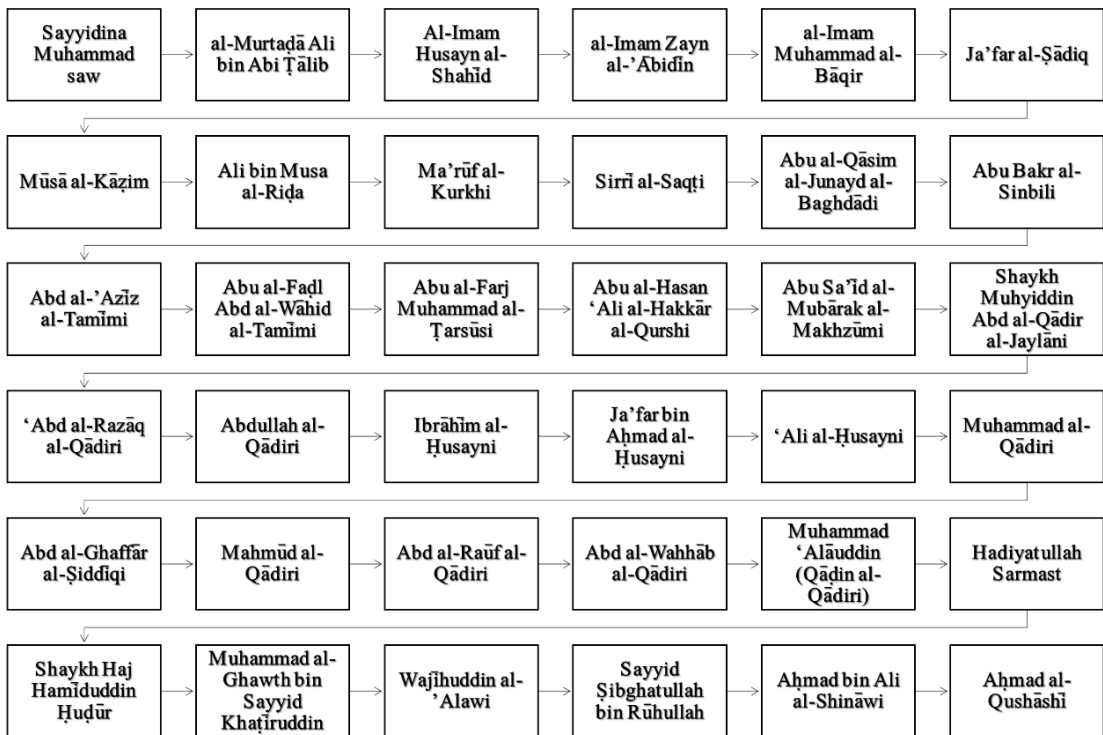 Sayyidina
Muhammad
saw
al-Murtaḍā Ali
bin Abi Ṭālib
Al-Imam
Husayn al-
Shahīd
al-Imam Zayn
al-’Ābidīn
al-Imam
Muhammad al-
Bāqir
Ja’far al-Ṣādiq
Mūsā al-Kāẓim
Ali bin Musa
al-Riḍa
Ma’rūf al-
Kurkhi
Sirrī al-Saqṭi
Abu al-Qāsim
al-Junayd al-
Baghdādi
Abu Bakr al-
Sinbili
Abd al-’Azīz
al-Tamīmi
Abu al-Faḍl
Abd al-Wāhid
al-Tamīmi
Abu al-Farj
Muhammad al-
Ṭarsūsi
Abu al-Hasan
‘Ali al-Hakkār
al-Qurshi
Abu Sa’īd al-
Mubārak al-
Makhzūmi
Shaykh
Muhyiddin
Abd al-Qādir
al-Jaylāni
‘Abd al-Razāq
al-Qādiri
Abdullah al-
Qādiri
Ibrāhīm al-
Ḥusayni
Ja’far bin
Aḥmad al-
Ḥusayni
‘Ali al-Ḥusayni
Muhammad al-
Qādiri
Abd al-Ghaffār
al-Ṣiddīqi
Mahmūd al-
Qādiri
Abd al-Raūf al-
Qādiri
Abd al-Wahhāb
al-Qādiri
Muhammad
‘Alāuddin
(Qāḍin al-
Qādiri)
Hadiyatullah
Sarmast
Shaykh Haj
Hamīduddin
Ḥuḍūr
Muhammad al-
Ghawth bin
Sayyid
Khaṭīruddin
Wajīhuddin al-
’Alawi
Sayyid
Ṣibghatullah
bin Rūhullah
Aḥmad bin Ali
al-Shināwi
Aḥmad al-
Qushāshī